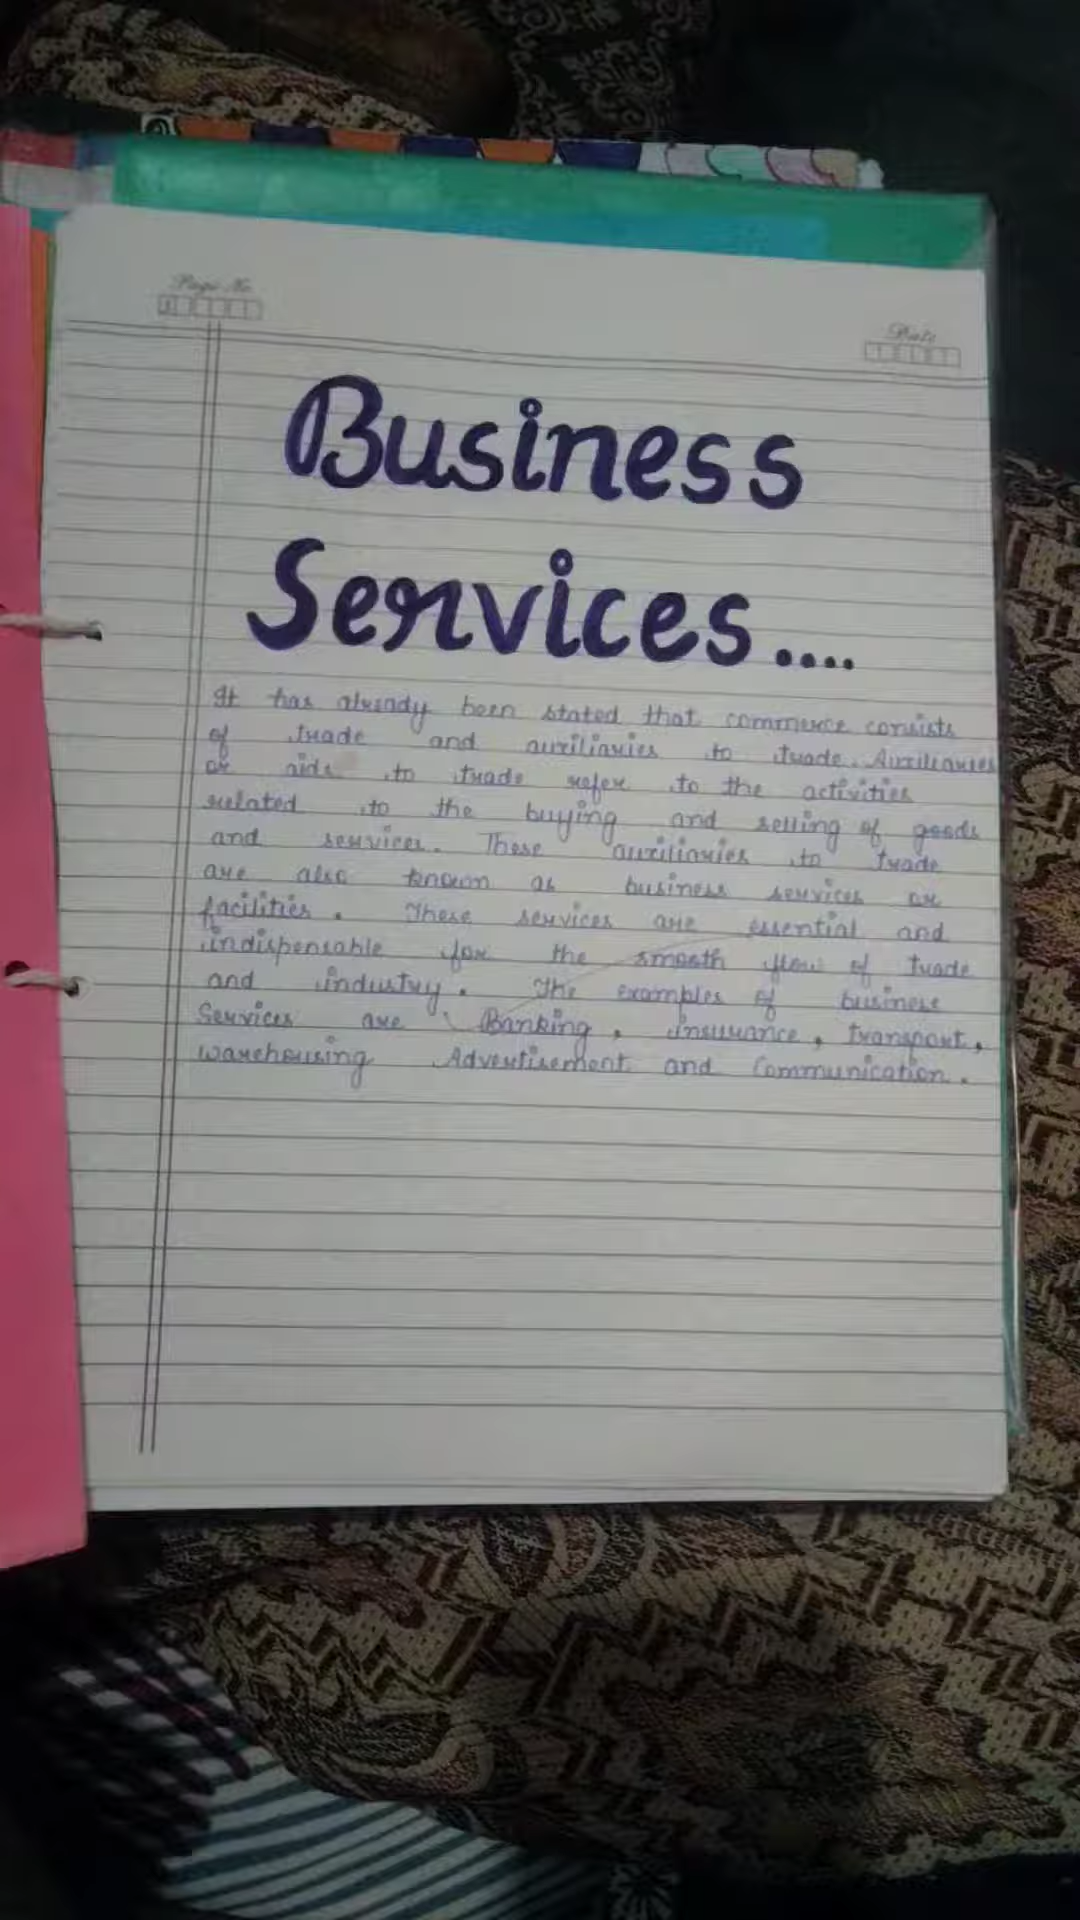 Page No.
Date
Business
Services....
It has already been stated that commerce consists
of trade and auxiliaries to trade. Auxiliaries
or aids to trade refer to the activities
related to the buying and selling of goods
and services. These auxiliaries to trade
are also known as business services or
facilities. These services are essential and
indispensable for the smooth flow of trade
and industry. The examples of business
Services are Banking, insurance, transport,
warehousing Advertisement and Communication.